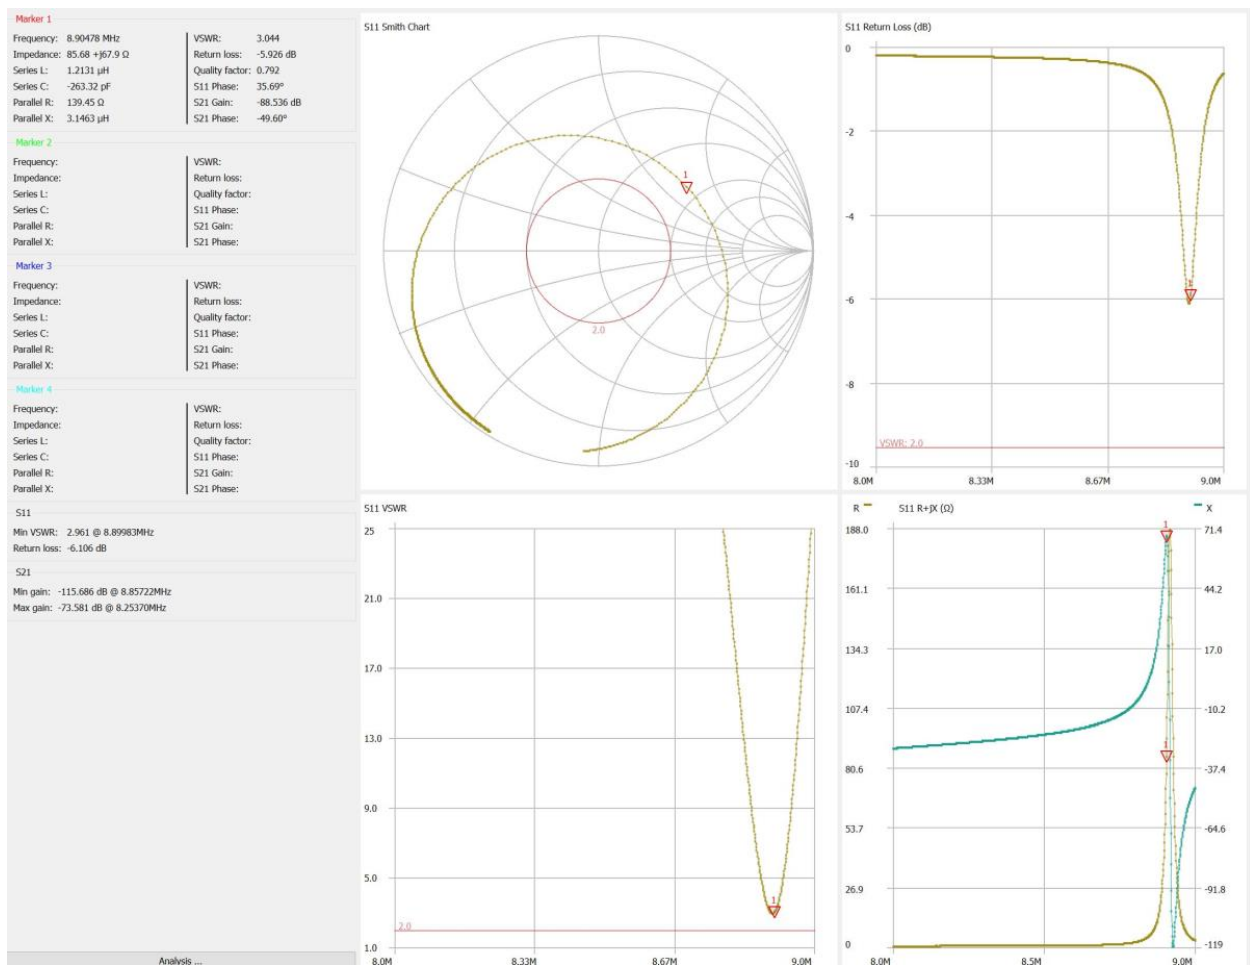 Marker 1
Frequency: 8.90478 MHz VSWR: 3.044
Impedance: 85.68 +j67.9 Ω Return loss: -5.926 dB
Series L: 1.2131 μH Quality factor: 0.792
Series C: -263.32 pF S11 Phase: 35.69°
Parallel R: 139.45 Ω S21 Gain: -88.536 dB
Parallel X: 3.1463 μH S21 Phase: -49.60°
Marker 2
Frequency: VSWR:
Impedance: Return loss:
Series L: Quality factor:
Series C: S11 Phase:
Parallel R: S21 Gain:
Parallel X: S21 Phase:
Marker 3
Frequency: VSWR:
Impedance: Return loss:
Series L: Quality factor:
Series C: S11 Phase:
Parallel R: S21 Gain:
Parallel X: S21 Phase:
Marker 4
Frequency: VSWR:
Impedance: Return loss:
Series L: Quality factor:
Series C: S11 Phase:
Parallel R: S21 Gain:
Parallel X: S21 Phase:
S11
Min VSWR: 2.961 @ 8.89983MHz
Return loss: -6.106 dB
S21
Min gain: -115.686 dB @ 8.85722MHz
Max gain: -73.581 dB @ 8.25370MHz
Analysis ...
S11 Smith Chart
1
2.0
S11 Return Loss (dB)
0
-2
-4
-6
1
-8
VSWR: 2.0
-10
8.0M 8.33M 8.67M 9.0M
S11 VSWR
25
21.0
17.0
13.0
9.0
5.0
1
2.0
1.0
8.0M 8.33M 8.67M 9.0M
R S11 R+jX (Ω) X
188.0 1 71.4
161.1 44.2
134.3 17.0
107.4 -10.2
1
80.6 -37.4
53.7 -64.6
26.9 -91.8
0 -119
8.0M 8.5M 9.0M